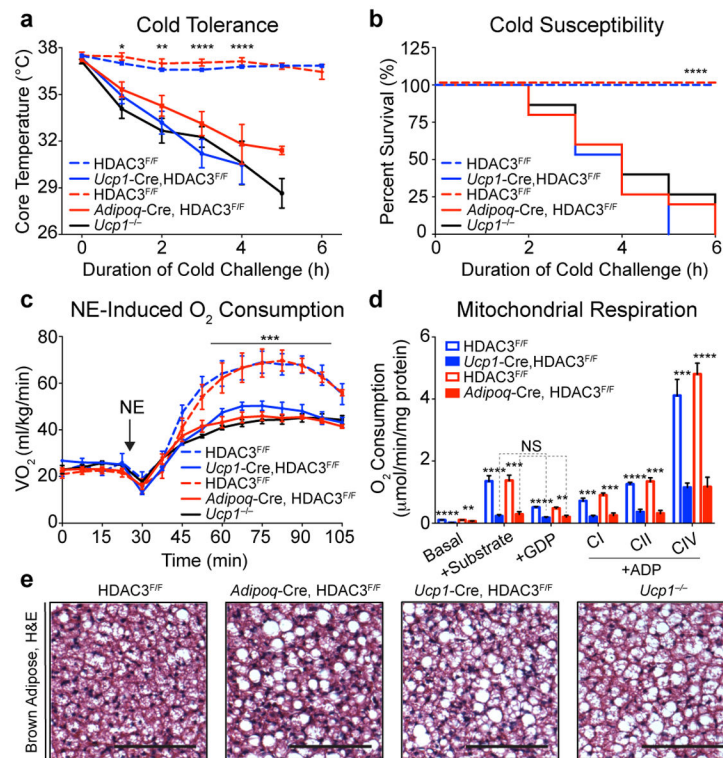 a
Cold Tolerance
* ** **** ****
38
35
32
29
26
Core Temperature (°C)
HDAC3F/F
Ucp1-Cre,HDAC3F/F
HDAC3F/F
Adipoq-Cre, HDAC3F/F
Ucp1–/–
0 2 4 6
Duration of Cold Challenge (h)
b
Cold Susceptibility
****
125
100
75
50
25
0
Percent Survival (%)
HDAC3F/F
Ucp1-Cre,HDAC3F/F
HDAC3F/F
Adipoq-Cre, HDAC3F/F
Ucp1–/–
0 2 4 6
Duration of Cold Challenge (h)
c
NE-Induced O2 Consumption
***
80
60
40
20
0
VO2 (ml/kg/min)
NE
HDAC3F/F
Ucp1-Cre,HDAC3F/F
HDAC3F/F
Adipoq-Cre, HDAC3F/F
Ucp1–/–
0 15 30 45 60 75 90 105
Time (min)
d
Mitochondrial Respiration
6
4
2
0
O2 Consumption
(μmol/min/mg protein)
HDAC3F/F
Ucp1-Cre,HDAC3F/F
HDAC3F/F
Adipoq-Cre, HDAC3F/F
*** ****
NS
**** ** **** *** **** ** *** *** **** ***
Basal +Substrate +GDP CI CII CIV
+ADP
e
HDAC3F/F
Adipoq-Cre, HDAC3F/F
Ucp1-Cre, HDAC3F/F
Ucp1–/–
Brown Adipose, H&E